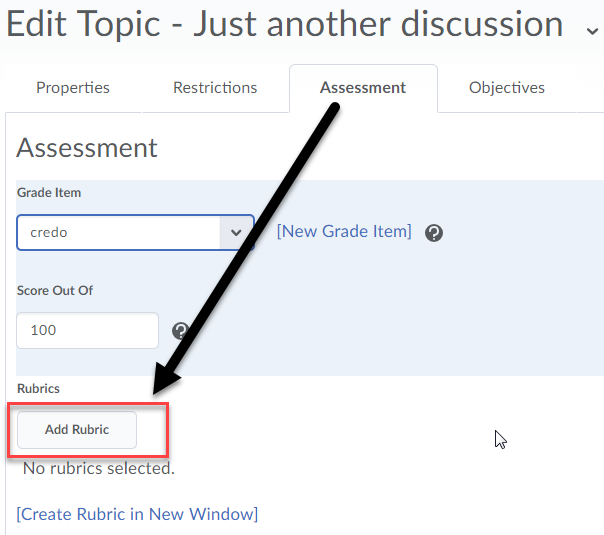 Edit Topic - Just another discussion
Properties Restrictions Assessment Objectives
Assessment
Grade Item
credo [New Grade Item] ?
Score Out Of
100 ?
Rubrics
Add Rubric
No rubrics selected.
[Create Rubric in New Window]